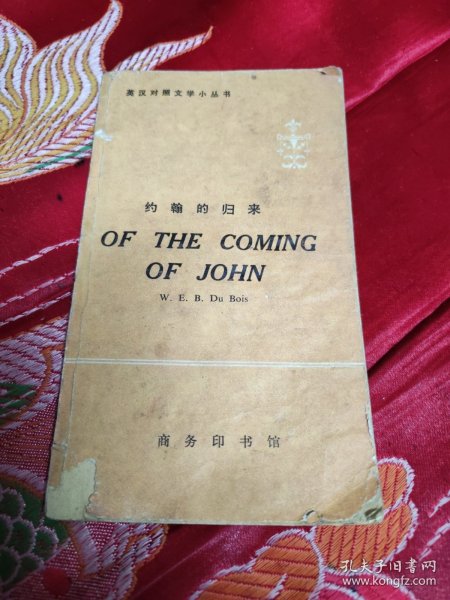 英汉对照文学小丛书
约翰的归来
OF THE COMING
OF JOHN
W. E. B. Du Bois
商务印书馆
孔夫子旧书网
www.kongfz.com